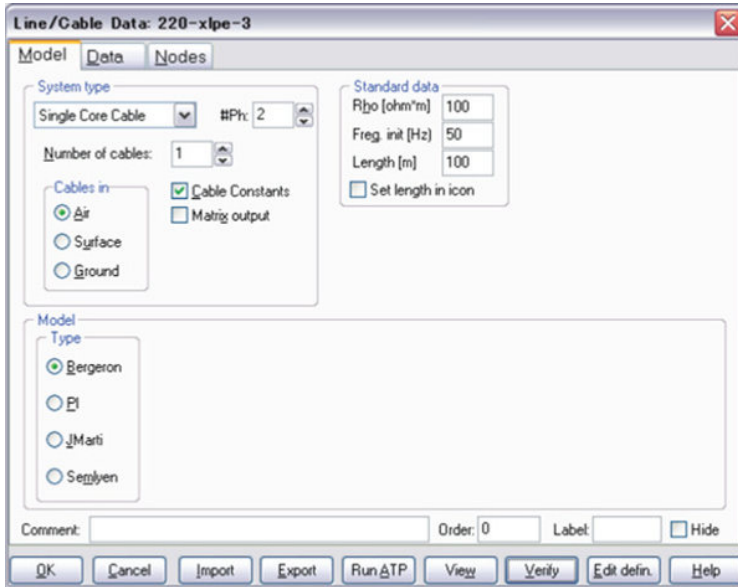 Line/Cable Data: 220-xlpe-3
Model Data Nodes
System type
Single Core Cable #Ph: 2
Number of cables: 1
Cables in
Air
Surface
Ground
Cable Constants
Matrix output
Standard data
Rho [ohm*m] 100
Freq. init [Hz] 50
Length [m] 100
Set length in icon
Model
Type
Bergeron
PI
JMarti
Semlyen
Comment: Order: 0 Label: Hide
OK Cancel Import Export Run ATP View Verify Edit defin. Help